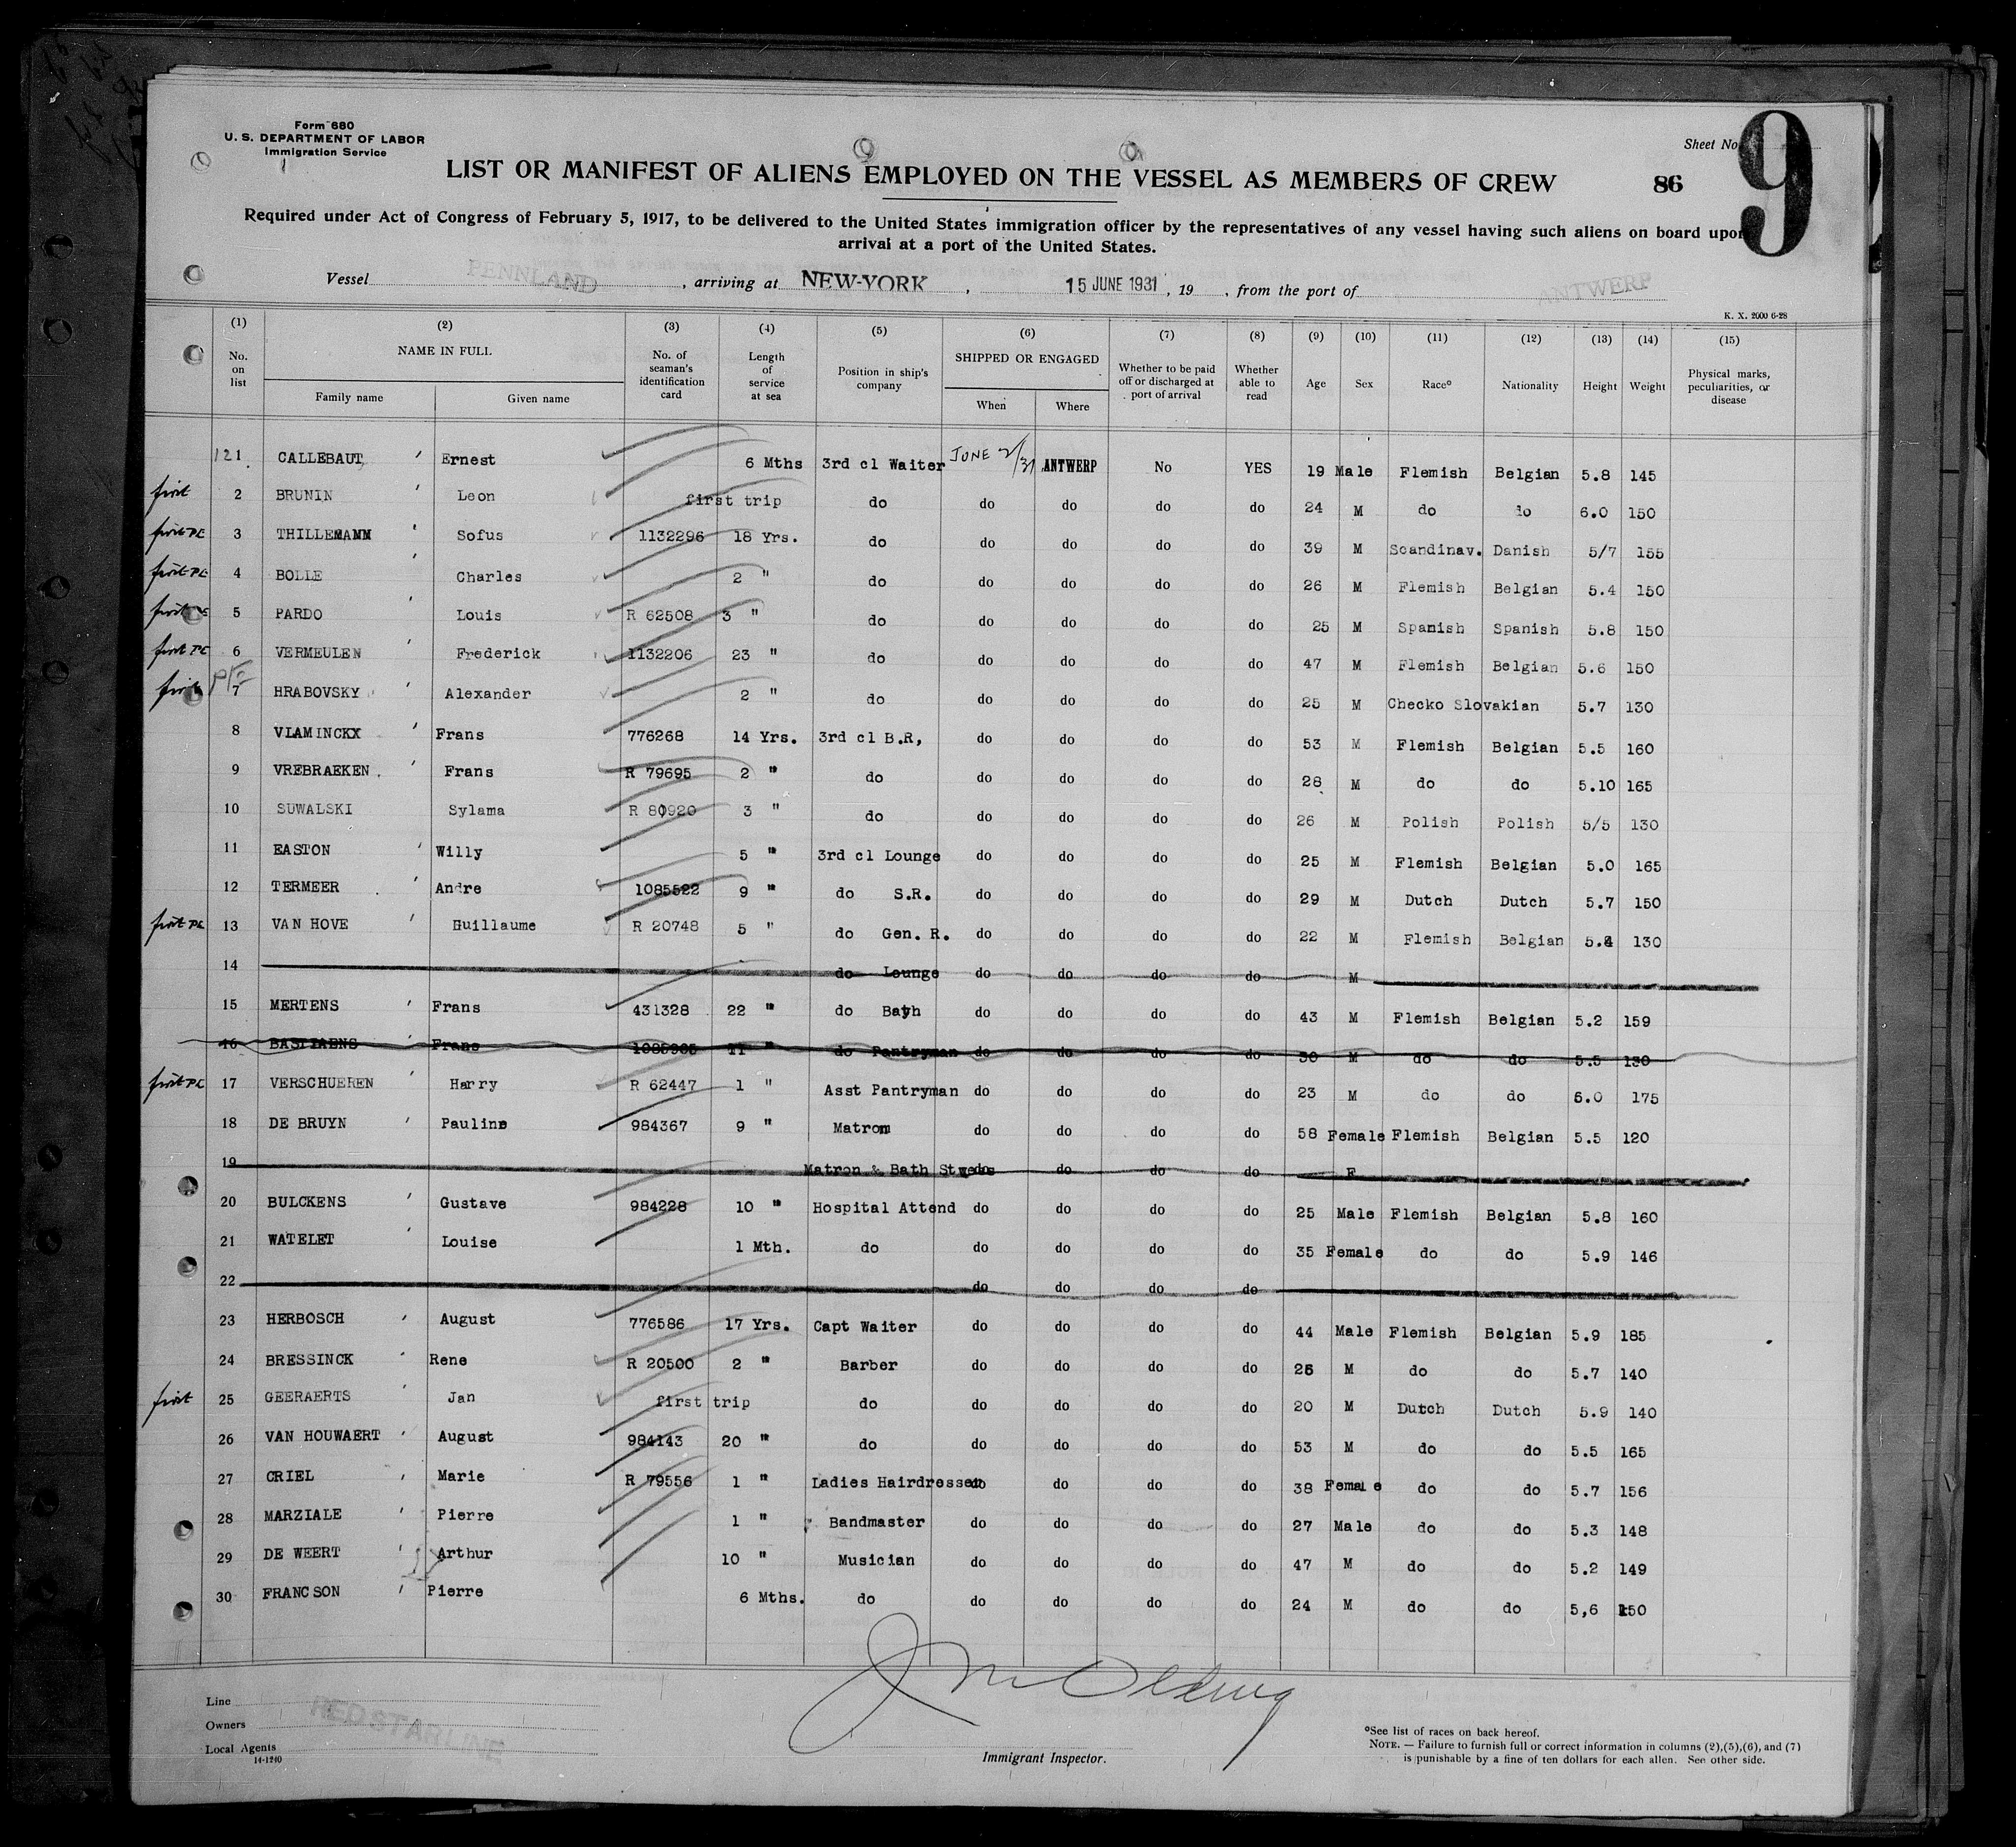 Form 680
U. S. DEPARTMENT OF LABOR
Immigration Service
Sheet No.
9
LIST OR MANIFEST OF ALIENS EMPLOYED ON THE VESSEL AS MEMBERS OF CREW
86
Required under Act of Congress of February 5, 1917, to be delivered to the United States immigration officer by the representatives of any vessel having such aliens on board upon
arrival at a port of the United States.
Vessel PENNLAND , arriving at NEW-YORK , 15 JUNE 1931 , 19 , from the port of ANTWERP
K. X. 2000 6-28
(1) No. on list (2) NAME IN FULL Family name Given name (3) No. of seaman's identification card (4) Length of service at sea (5) Position in ship's company (6) SHIPPED OR ENGAGED When Where (7) Whether to be paid off or discharged at port of arrival (8) Whether able to read (9) Age (10) Sex (11) Race° (12) Nationality (13) Height (14) Weight (15) Physical marks, peculiarities, or disease
121 CALLEBAUT Ernest 6 Mths 3rd cl Waiter JUNE 2/31 ANTWERP No YES 19 Male Flemish Belgian 5.8 145
first 2 BRUNIN Leon first trip do do do do do 24 M do do 6.0 150
first PE 3 THILLEMANN Sofus 1132296 18 Yrs. do do do do do 39 M Scandinav. Danish 5/7 155
first PE 4 BOLLE Charles 2 " do do do do do 26 M Flemish Belgian 5.4 150
first PE 5 PARDO Louis R 62508 3 " do do do do do 25 M Spanish Spanish 5.8 150
first PE 6 VERMEULEN Frederick 1132206 23 " do do do do do 47 M Flemish Belgian 5.6 150
first P/E 7 HRABOVSKY Alexander 2 " do do do do do 25 M Checko Slovakian 5.7 130
8 VLAMINCKX Frans 776268 14 Yrs. 3rd cl B.R, do do do do 53 M Flemish Belgian 5.5 160
9 VREBRAEKEN. Frans R 79695 2 " do do do do do 28 M do do 5.10 165
10 SUWALSKI Sylama R 80920 3 " do do do do do 26 M Polish Polish 5/5 130
11 EASTON Willy 5 " 3rd cl Lounge do do do do 25 M Flemish Belgian 5.0 165
12 TERMEER Andre 1085522 9 " do S.R. do do do do 29 M Dutch Dutch 5.7 150
first PE 13 VAN HOVE Guillaume R 20748 5 " do Gen. R. do do do do 22 M Flemish Belgian 5.4 130
14 do Lounge do do do do M
15 MERTENS Frans 431328 22 " do Bath do do do do 43 M Flemish Belgian 5.2 159
16 BASTIAENS Frans 11 " do Pantryman do do do do 30 M do do 5.5 130
first PE 17 VERSCHUEREN Harry R 62447 1 " Asst Pantryman do do do do 23 M do do 6.0 175
18 DE BRUYN Pauline 984367 9 " Matron do do do do 58 Female Flemish Belgian 5.5 120
19 Matron & Bath Stwess do do do do F
20 BULCKENS Gustave 984228 10 " Hospital Attend do do do do 25 Male Flemish Belgian 5.8 160
21 WATELET Louise 1 Mth. do do do do do 35 Female do do 5.9 146
22 do do do do
23 HERBOSCH August 776586 17 Yrs. Capt Waiter do do do do 44 Male Flemish Belgian 5.9 185
24 BRESSINCK Rene R 20500 2 " Barber do do do do 26 M do do 5.7 140
first 25 GEERAERTS Jan first trip do do do do do 20 M Dutch Dutch 5.9 140
26 VAN HOUWAERT August 984143 20 " do do do do do 53 M do do 5.5 165
27 CRIEL Marie R 79556 1 " Ladies Hairdresser do do do do 38 Female do do 5.7 156
28 MARZIALE Pierre 1 " Bandmaster do do do do 27 Male do do 5.3 148
29 DE WEERT Arthur 10 " Musician do do do do 47 M do do 5.2 149
30 FRANCSON Pierre 6 Mths. do do do do do 24 M do do 5,6 150
Line
Owners RED STAR LINE
Local Agents
14-1240
Immigrant Inspector.
°See list of races on back hereof.
NOTE. — Failure to furnish full or correct information in columns (2),(5),(6), and (7)
is punishable by a fine of ten dollars for each alien. See other side.